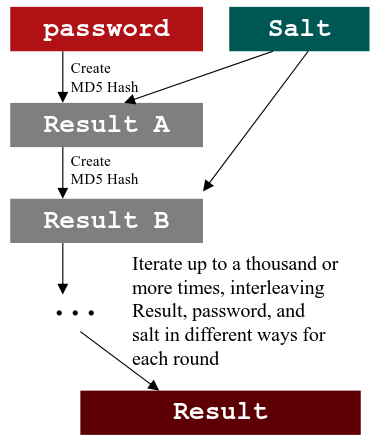 password
Salt
Create
MD5 Hash
Result A
Create
MD5 Hash
Result B
Iterate up to a thousand or
more times, interleaving
Result, password, and
salt in different ways for
each round
...
Result